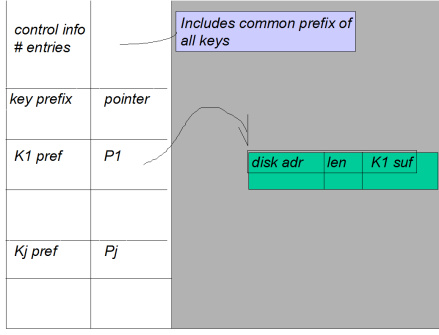 control info
# entries
Includes common prefix of
all keys
key prefix pointer
K1 pref P1
disk adr len K1 suf
Kj pref Pj